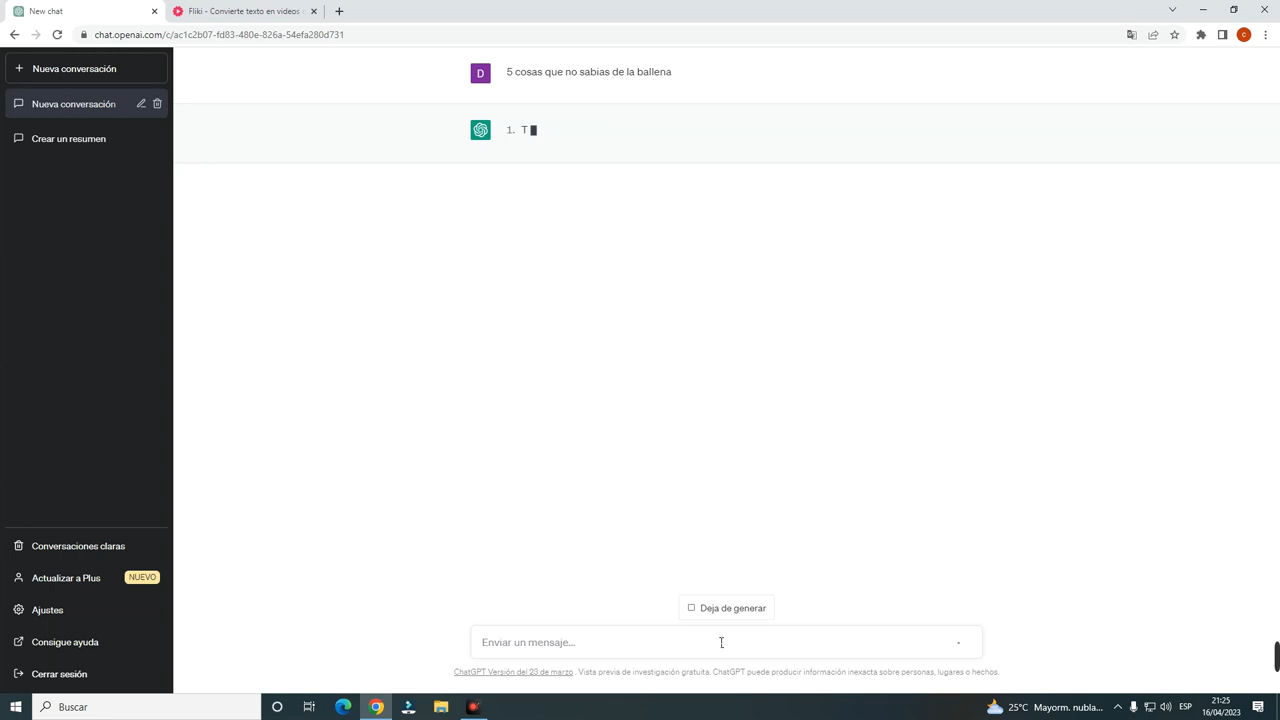 New chat
Fliki - Convierte texto en videos
chat.openai.com/c/ac1c2b07-fd83-480e-826a-54efa280d731
C
Nueva conversación
Nueva conversación
Crear un resumen
D
5 cosas que no sabias de la ballena
1. T
Conversaciones claras
Actualizar a Plus NUEVO
Ajustes
Consigue ayuda
Cerrar sesión
Deja de generar
Enviar un mensaje...
ChatGPT Versión del 23 de marzo . Vista previa de investigación gratuita. ChatGPT puede producir información inexacta sobre personas, lugares o hechos.
Buscar
25°C Mayorm. nubla...
ESP
21:25
16/04/2023